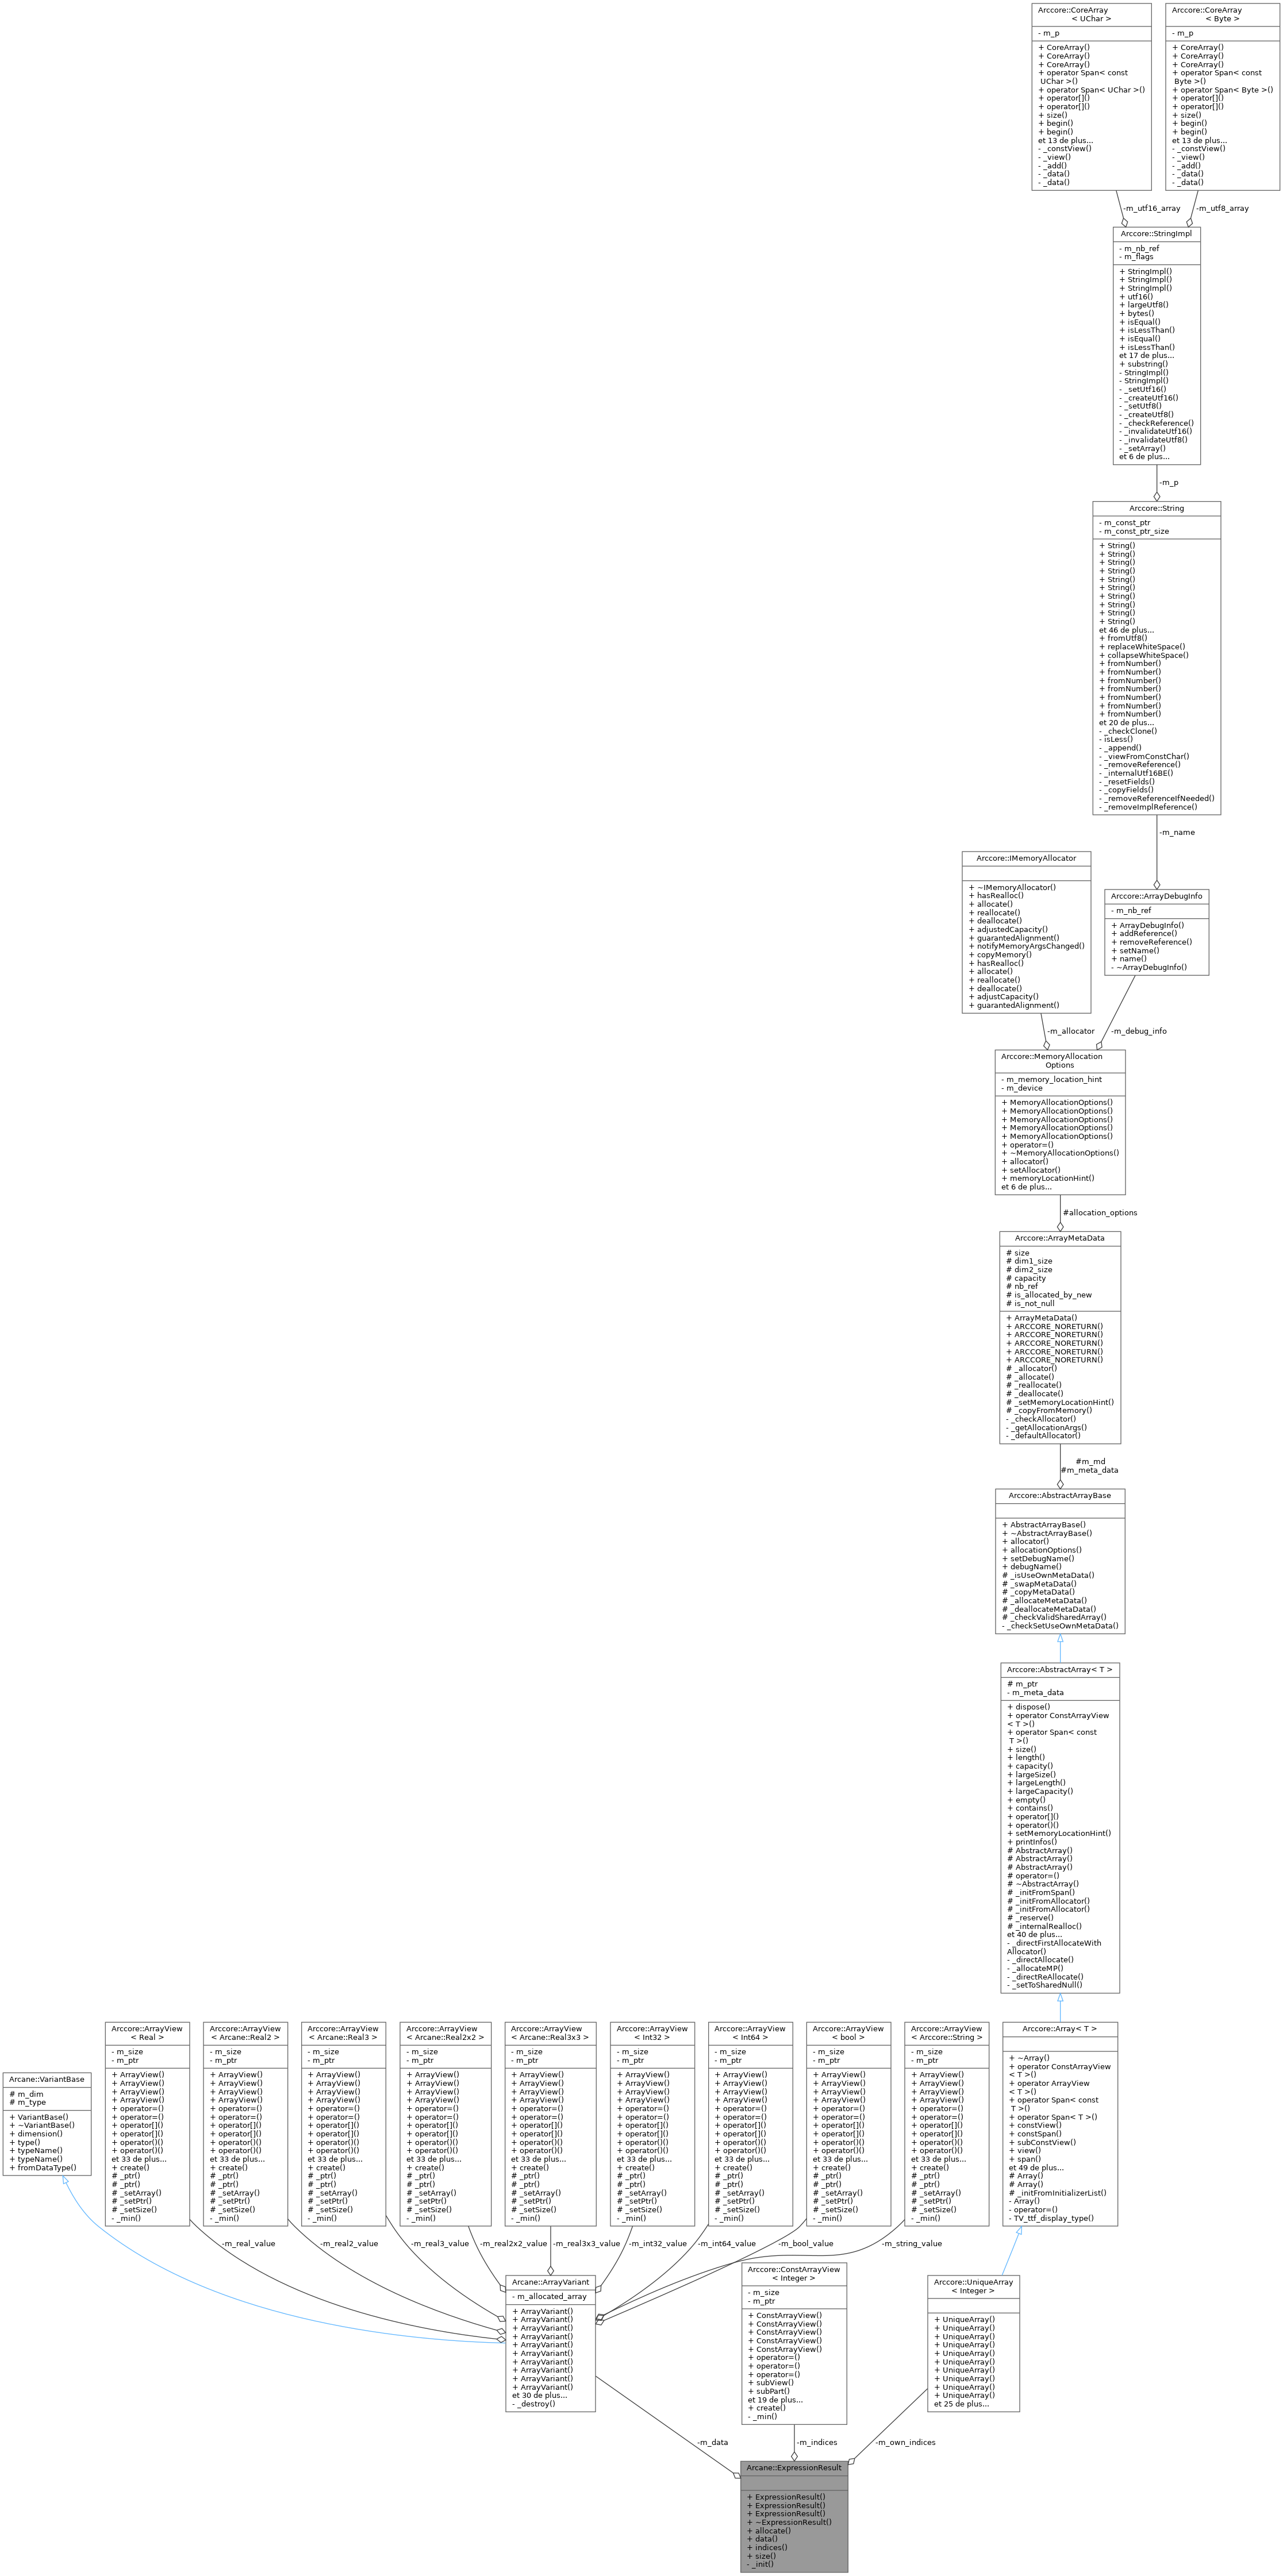 Arccore::CoreArray
< UChar >
- m_p
+ CoreArray()
+ CoreArray()
+ CoreArray()
+ operator Span< const
UChar >()
+ operator Span< UChar >()
+ operator[]()
+ operator[]()
+ size()
+ begin()
+ begin()
et 13 de plus...
- _constView()
- _view()
- _add()
- _data()
- _data()
Arccore::CoreArray
< Byte >
- m_p
+ CoreArray()
+ CoreArray()
+ CoreArray()
+ operator Span< const
Byte >()
+ operator Span< Byte >()
+ operator[]()
+ operator[]()
+ size()
+ begin()
+ begin()
et 13 de plus...
- _constView()
- _view()
- _add()
- _data()
- _data()
-m_utf16_array
-m_utf8_array
Arccore::StringImpl
- m_nb_ref
- m_flags
+ StringImpl()
+ StringImpl()
+ StringImpl()
+ utf16()
+ largeUtf8()
+ bytes()
+ isEqual()
+ isLessThan()
+ isEqual()
+ isLessThan()
et 17 de plus...
+ substring()
- StringImpl()
- StringImpl()
- _setUtf16()
- _createUtf16()
- _setUtf8()
- _createUtf8()
- _checkReference()
- _invalidateUtf16()
- _invalidateUtf8()
- _setArray()
et 6 de plus...
-m_p
Arccore::String
- m_const_ptr
- m_const_ptr_size
+ String()
+ String()
+ String()
+ String()
+ String()
+ String()
+ String()
+ String()
+ String()
+ String()
et 46 de plus...
+ fromUtf8()
+ replaceWhiteSpace()
+ collapseWhiteSpace()
+ fromNumber()
+ fromNumber()
+ fromNumber()
+ fromNumber()
+ fromNumber()
+ fromNumber()
+ fromNumber()
et 20 de plus...
- _checkClone()
- isLess()
- _append()
- _viewFromConstChar()
- _removeReference()
- _internalUtf16BE()
- _resetFields()
- _copyFields()
- _removeReferenceIfNeeded()
- _removeImplReference()
-m_name
Arccore::IMemoryAllocator
+ ~IMemoryAllocator()
+ hasRealloc()
+ allocate()
+ reallocate()
+ deallocate()
+ adjustedCapacity()
+ guarantedAlignment()
+ notifyMemoryArgsChanged()
+ copyMemory()
+ hasRealloc()
+ allocate()
+ reallocate()
+ deallocate()
+ adjustCapacity()
+ guarantedAlignment()
Arccore::ArrayDebugInfo
- m_nb_ref
+ ArrayDebugInfo()
+ addReference()
+ removeReference()
+ setName()
+ name()
- ~ArrayDebugInfo()
-m_allocator
-m_debug_info
Arccore::MemoryAllocation
Options
- m_memory_location_hint
- m_device
+ MemoryAllocationOptions()
+ MemoryAllocationOptions()
+ MemoryAllocationOptions()
+ MemoryAllocationOptions()
+ MemoryAllocationOptions()
+ operator=()
+ ~MemoryAllocationOptions()
+ allocator()
+ setAllocator()
+ memoryLocationHint()
et 6 de plus...
#allocation_options
Arccore::ArrayMetaData
# size
# dim1_size
# dim2_size
# capacity
# nb_ref
# is_allocated_by_new
# is_not_null
+ ArrayMetaData()
+ ARCCORE_NORETURN()
+ ARCCORE_NORETURN()
+ ARCCORE_NORETURN()
+ ARCCORE_NORETURN()
+ ARCCORE_NORETURN()
# _allocator()
# _allocate()
# _reallocate()
# _deallocate()
# _setMemoryLocationHint()
# _copyFromMemory()
- _checkAllocator()
- _getAllocationArgs()
- _defaultAllocator()
#m_md
#m_meta_data
Arccore::AbstractArrayBase
+ AbstractArrayBase()
+ ~AbstractArrayBase()
+ allocator()
+ allocationOptions()
+ setDebugName()
+ debugName()
# _isUseOwnMetaData()
# _swapMetaData()
# _copyMetaData()
# _allocateMetaData()
# _deallocateMetaData()
# _checkValidSharedArray()
- _checkSetUseOwnMetaData()
Arccore::AbstractArray< T >
# m_ptr
- m_meta_data
+ dispose()
+ operator ConstArrayView
< T >()
+ operator Span< const
T >()
+ size()
+ length()
+ capacity()
+ largeSize()
+ largeLength()
+ largeCapacity()
+ empty()
+ contains()
+ operator[]()
+ operator()()
+ setMemoryLocationHint()
+ printInfos()
# AbstractArray()
# AbstractArray()
# AbstractArray()
# operator=()
# ~AbstractArray()
# _initFromSpan()
# _initFromAllocator()
# _initFromAllocator()
# _reserve()
# _internalRealloc()
et 40 de plus...
- _directFirstAllocateWith
Allocator()
- _directAllocate()
- _allocateMP()
- _directReAllocate()
- _setToSharedNull()
Arcane::VariantBase
# m_dim
# m_type
+ VariantBase()
+ ~VariantBase()
+ dimension()
+ type()
+ typeName()
+ typeName()
+ fromDataType()
Arccore::ArrayView
< Real >
- m_size
- m_ptr
+ ArrayView()
+ ArrayView()
+ ArrayView()
+ ArrayView()
+ operator=()
+ operator=()
+ operator[]()
+ operator[]()
+ operator()()
+ operator()()
et 33 de plus...
+ create()
# _ptr()
# _ptr()
# _setArray()
# _setPtr()
# _setSize()
- _min()
Arccore::ArrayView
< Arcane::Real2 >
- m_size
- m_ptr
+ ArrayView()
+ ArrayView()
+ ArrayView()
+ ArrayView()
+ operator=()
+ operator=()
+ operator[]()
+ operator[]()
+ operator()()
+ operator()()
et 33 de plus...
+ create()
# _ptr()
# _ptr()
# _setArray()
# _setPtr()
# _setSize()
- _min()
Arccore::ArrayView
< Arcane::Real3 >
- m_size
- m_ptr
+ ArrayView()
+ ArrayView()
+ ArrayView()
+ ArrayView()
+ operator=()
+ operator=()
+ operator[]()
+ operator[]()
+ operator()()
+ operator()()
et 33 de plus...
+ create()
# _ptr()
# _ptr()
# _setArray()
# _setPtr()
# _setSize()
- _min()
Arccore::ArrayView
< Arcane::Real2x2 >
- m_size
- m_ptr
+ ArrayView()
+ ArrayView()
+ ArrayView()
+ ArrayView()
+ operator=()
+ operator=()
+ operator[]()
+ operator[]()
+ operator()()
+ operator()()
et 33 de plus...
+ create()
# _ptr()
# _ptr()
# _setArray()
# _setPtr()
# _setSize()
- _min()
Arccore::ArrayView
< Arcane::Real3x3 >
- m_size
- m_ptr
+ ArrayView()
+ ArrayView()
+ ArrayView()
+ ArrayView()
+ operator=()
+ operator=()
+ operator[]()
+ operator[]()
+ operator()()
+ operator()()
et 33 de plus...
+ create()
# _ptr()
# _ptr()
# _setArray()
# _setPtr()
# _setSize()
- _min()
Arccore::ArrayView
< Int32 >
- m_size
- m_ptr
+ ArrayView()
+ ArrayView()
+ ArrayView()
+ ArrayView()
+ operator=()
+ operator=()
+ operator[]()
+ operator[]()
+ operator()()
+ operator()()
et 33 de plus...
+ create()
# _ptr()
# _ptr()
# _setArray()
# _setPtr()
# _setSize()
- _min()
Arccore::ArrayView
< Int64 >
- m_size
- m_ptr
+ ArrayView()
+ ArrayView()
+ ArrayView()
+ ArrayView()
+ operator=()
+ operator=()
+ operator[]()
+ operator[]()
+ operator()()
+ operator()()
et 33 de plus...
+ create()
# _ptr()
# _ptr()
# _setArray()
# _setPtr()
# _setSize()
- _min()
Arccore::ArrayView
< bool >
- m_size
- m_ptr
+ ArrayView()
+ ArrayView()
+ ArrayView()
+ ArrayView()
+ operator=()
+ operator=()
+ operator[]()
+ operator[]()
+ operator()()
+ operator()()
et 33 de plus...
+ create()
# _ptr()
# _ptr()
# _setArray()
# _setPtr()
# _setSize()
- _min()
Arccore::ArrayView
< Arccore::String >
- m_size
- m_ptr
+ ArrayView()
+ ArrayView()
+ ArrayView()
+ ArrayView()
+ operator=()
+ operator=()
+ operator[]()
+ operator[]()
+ operator()()
+ operator()()
et 33 de plus...
+ create()
# _ptr()
# _ptr()
# _setArray()
# _setPtr()
# _setSize()
- _min()
Arccore::Array< T >
+ ~Array()
+ operator ConstArrayView
< T >()
+ operator ArrayView
< T >()
+ operator Span< const
T >()
+ operator Span< T >()
+ constView()
+ constSpan()
+ subConstView()
+ view()
+ span()
et 49 de plus...
# Array()
# Array()
# _initFromInitializerList()
- Array()
- operator=()
- TV_ttf_display_type()
-m_real_value
-m_real2_value
-m_real3_value
-m_real2x2_value
-m_real3x3_value
-m_int32_value
-m_int64_value
-m_bool_value
-m_string_value
Arcane::ArrayVariant
- m_allocated_array
+ ArrayVariant()
+ ArrayVariant()
+ ArrayVariant()
+ ArrayVariant()
+ ArrayVariant()
+ ArrayVariant()
+ ArrayVariant()
+ ArrayVariant()
+ ArrayVariant()
+ ArrayVariant()
et 30 de plus...
- _destroy()
Arccore::ConstArrayView
< Integer >
- m_size
- m_ptr
+ ConstArrayView()
+ ConstArrayView()
+ ConstArrayView()
+ ConstArrayView()
+ ConstArrayView()
+ operator=()
+ operator=()
+ operator=()
+ subView()
+ subPart()
et 19 de plus...
+ create()
- _min()
Arccore::UniqueArray
< Integer >
+ UniqueArray()
+ UniqueArray()
+ UniqueArray()
+ UniqueArray()
+ UniqueArray()
+ UniqueArray()
+ UniqueArray()
+ UniqueArray()
+ UniqueArray()
+ UniqueArray()
et 25 de plus...
-m_data
-m_indices
-m_own_indices
Arcane::ExpressionResult
+ ExpressionResult()
+ ExpressionResult()
+ ExpressionResult()
+ ~ExpressionResult()
+ allocate()
+ data()
+ indices()
+ size()
- _init()